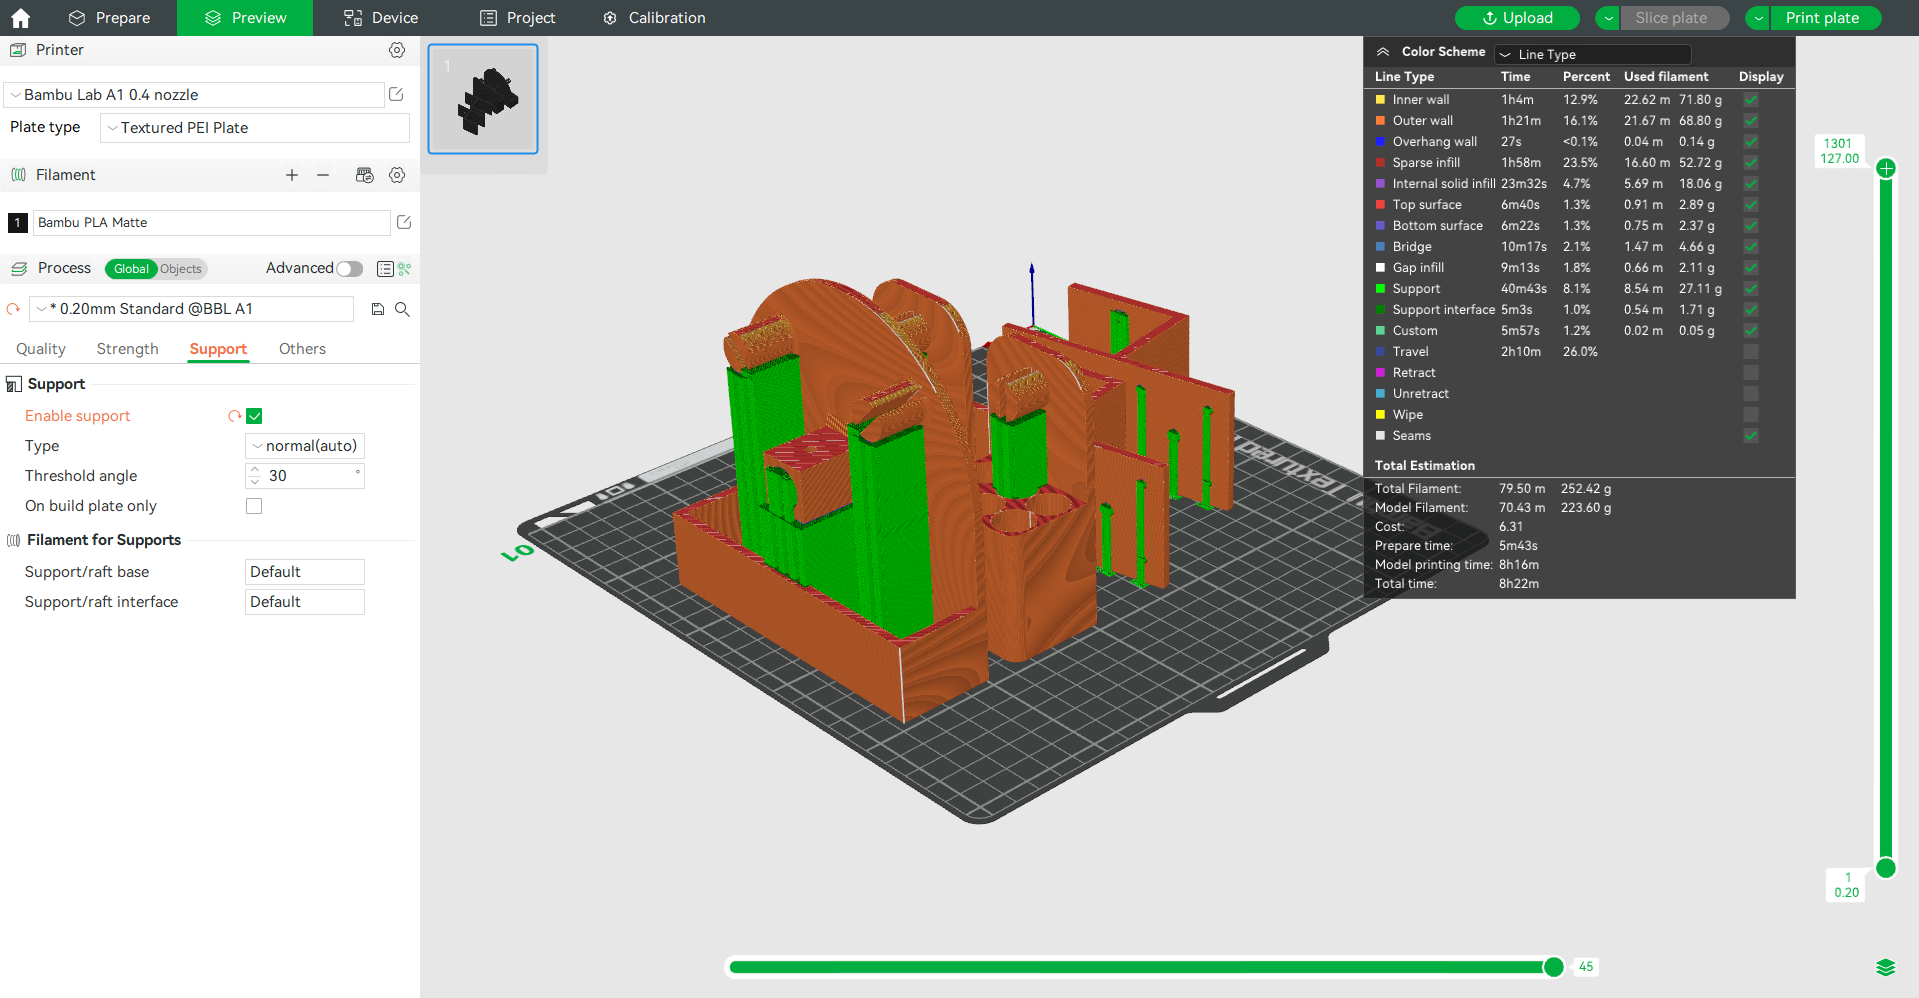 Prepare Preview Device Project Calibration Upload Slice plate Print plate
Printer
Bambu Lab A1 0.4 nozzle
Plate type Textured PEI Plate
Filament
1 Bambu PLA Matte
Process Global Objects Advanced
* 0.20mm Standard @BBL A1
Quality Strength Support Others
Support
Enable support
Type normal(auto)
Threshold angle 30 °
On build plate only
Filament for Supports
Support/raft base Default
Support/raft interface Default
1
01
Color Scheme Line Type
Line Type Time Percent Used filament Display
Inner wall 1h4m 12.9% 22.62 m 71.80 g
Outer wall 1h21m 16.1% 21.67 m 68.80 g
Overhang wall 27s <0.1% 0.04 m 0.14 g
Sparse infill 1h58m 23.5% 16.60 m 52.72 g
Internal solid infill 23m32s 4.7% 5.69 m 18.06 g
Top surface 6m40s 1.3% 0.91 m 2.89 g
Bottom surface 6m22s 1.3% 0.75 m 2.37 g
Bridge 10m17s 2.1% 1.47 m 4.66 g
Gap infill 9m13s 1.8% 0.66 m 2.11 g
Support 40m43s 8.1% 8.54 m 27.11 g
Support interface 5m3s 1.0% 0.54 m 1.71 g
Custom 5m57s 1.2% 0.02 m 0.05 g
Travel 2h10m 26.0%
Retract
Unretract
Wipe
Seams
Total Estimation
Total Filament: 79.50 m 252.42 g
Model Filament: 70.43 m 223.60 g
Cost: 6.31
Prepare time: 5m43s
Model printing time: 8h16m
Total time: 8h22m
1301
127.00
1
0.20
45